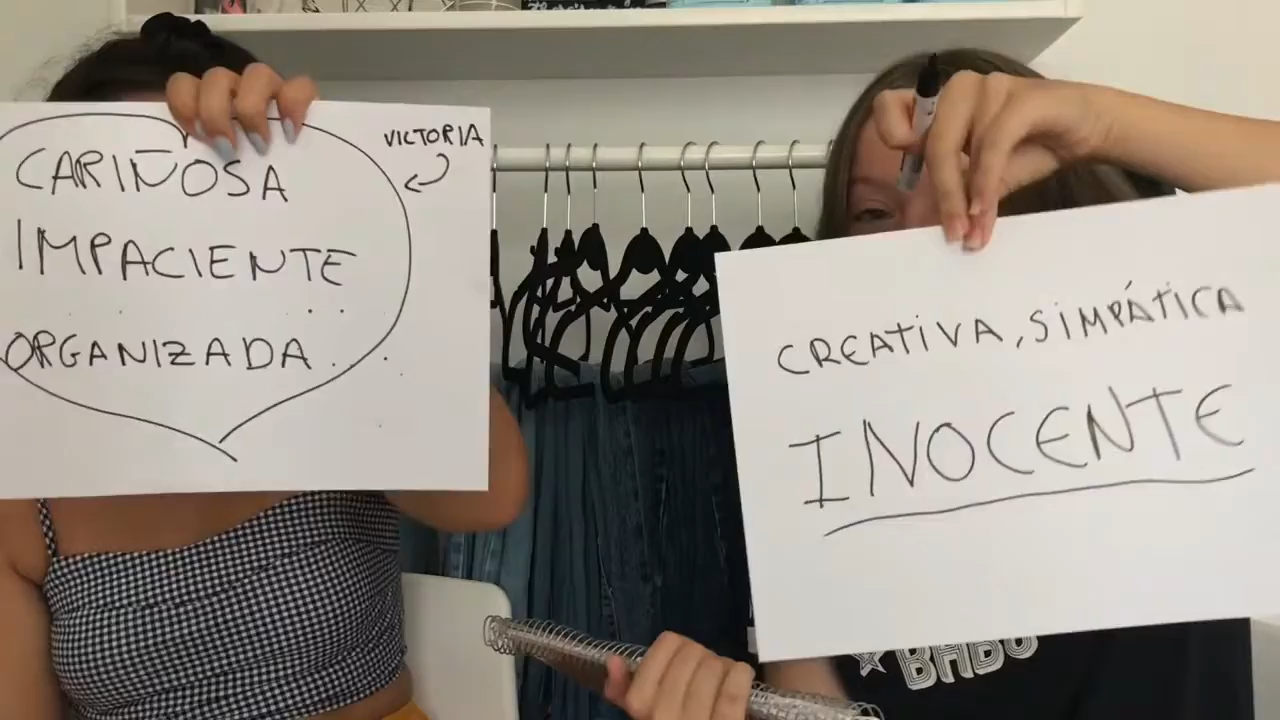 VICTORIA
CARIÑOSA
IMPACIENTE
ORGANIZADA
CREATIVA, SIMPÁTICA
INOCENTE